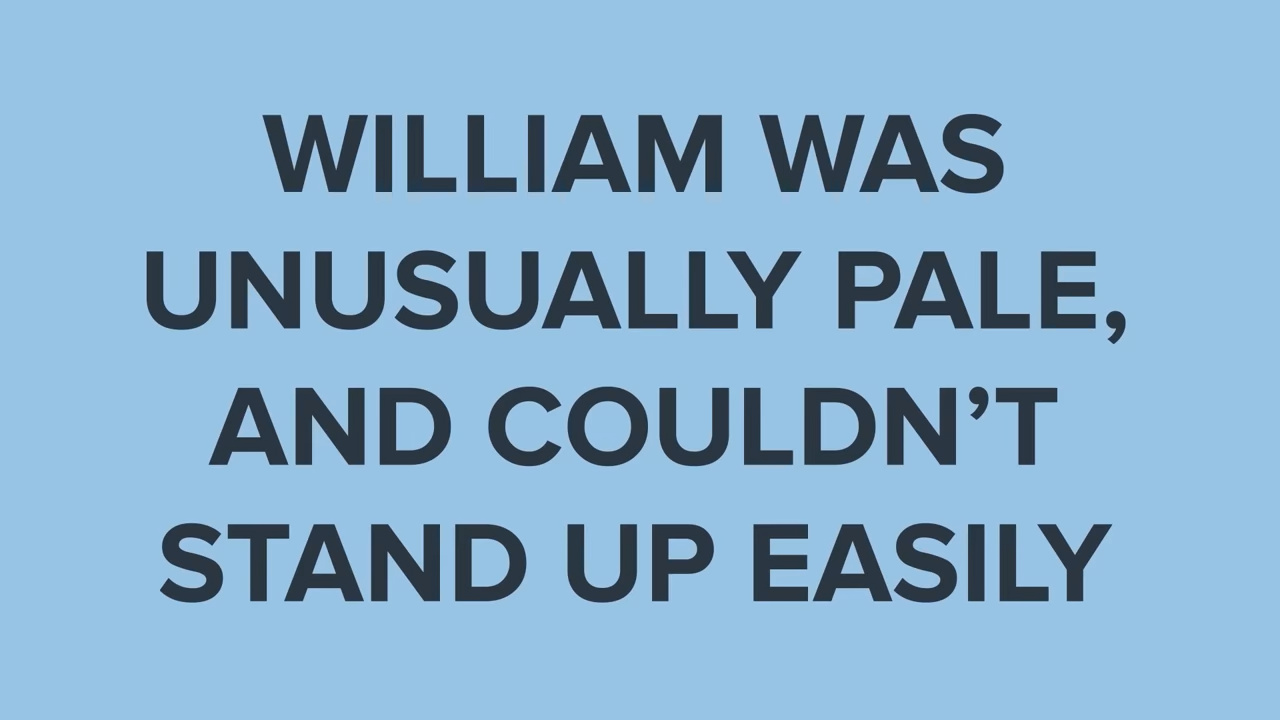 WILLIAM WAS
UNUSUALLY PALE,
AND COULDN’T
STAND UP EASILY